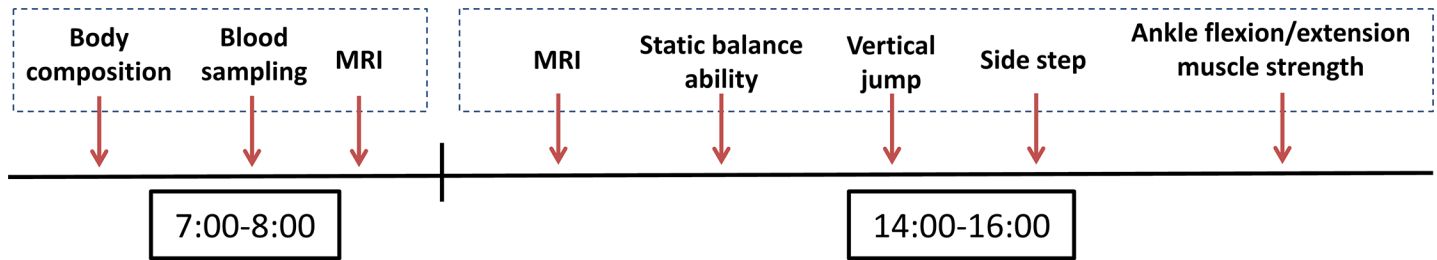 Body
composition
Blood
sampling
MRI
MRI
Static balance
ability
Vertical
jump
Side step
Ankle flexion/extension
muscle strength
7:00-8:00
14:00-16:00